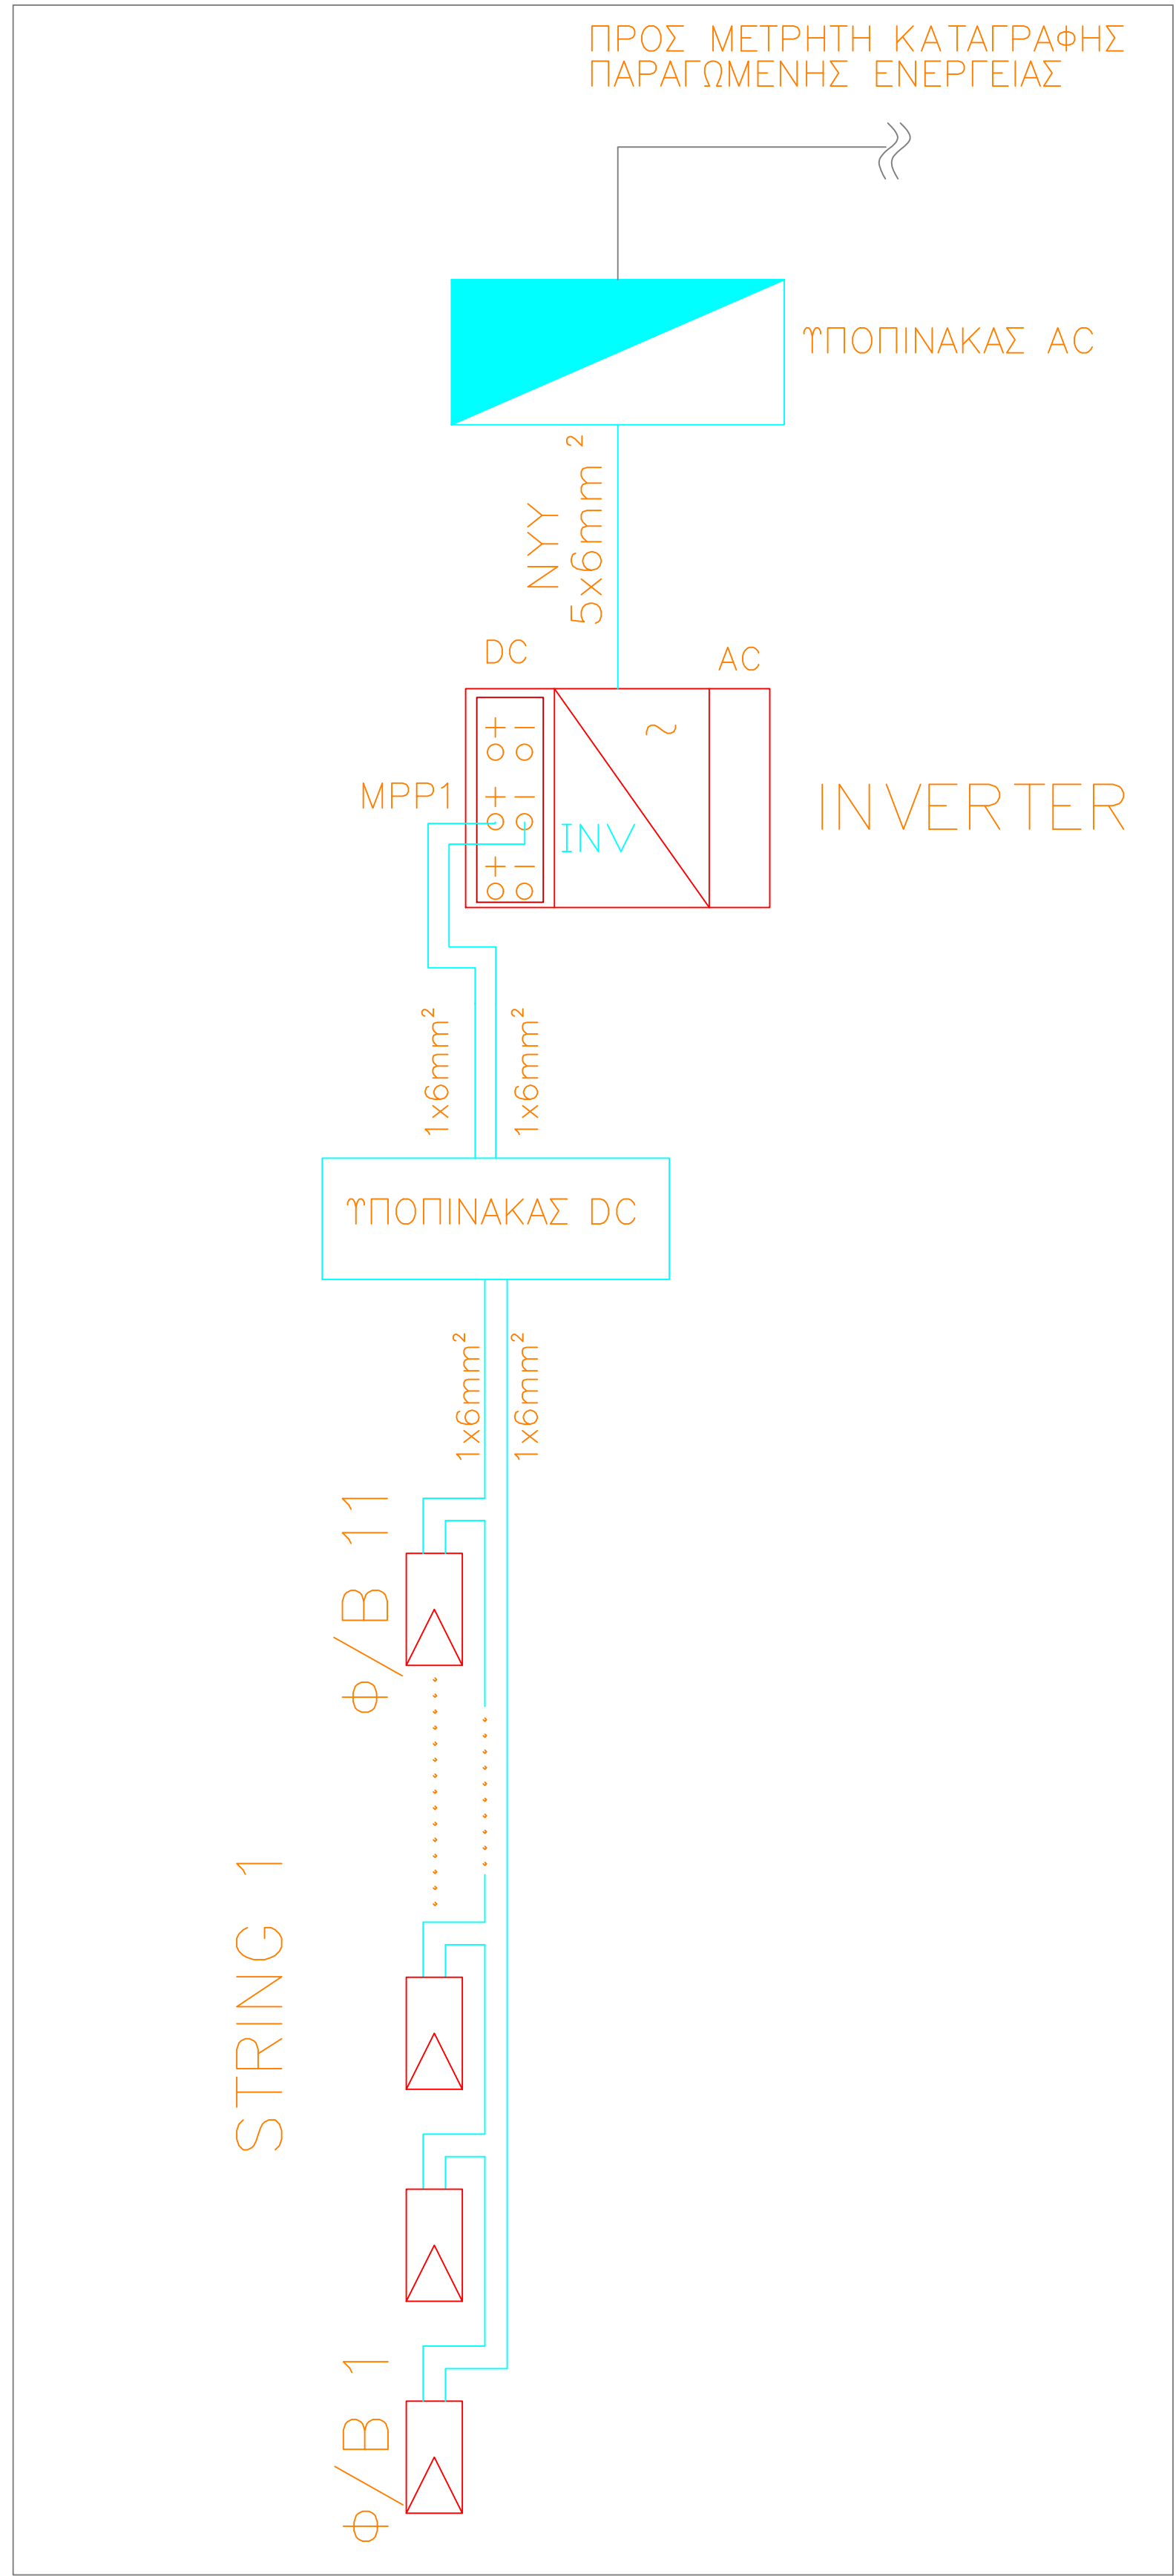 ΠΡΟΣ ΜΕΤΡΗΤΗ ΚΑΤΑΓΡΑΦΗΣ
ΠΑΡΑΓΩΜΕΝΗΣ ΕΝΕΡΓΕΙΑΣ
ΥΠΟΠΙΝΑΚΑΣ AC
NYY
5x6mm²
DC
AC
+ −
+ −
+ −
~
MPP1
INV
INVERTER
1x6mm²
1x6mm²
ΥΠΟΠΙΝΑΚΑΣ DC
1x6mm²
1x6mm²
Φ/Β 11
STRING 1
Φ/Β 1